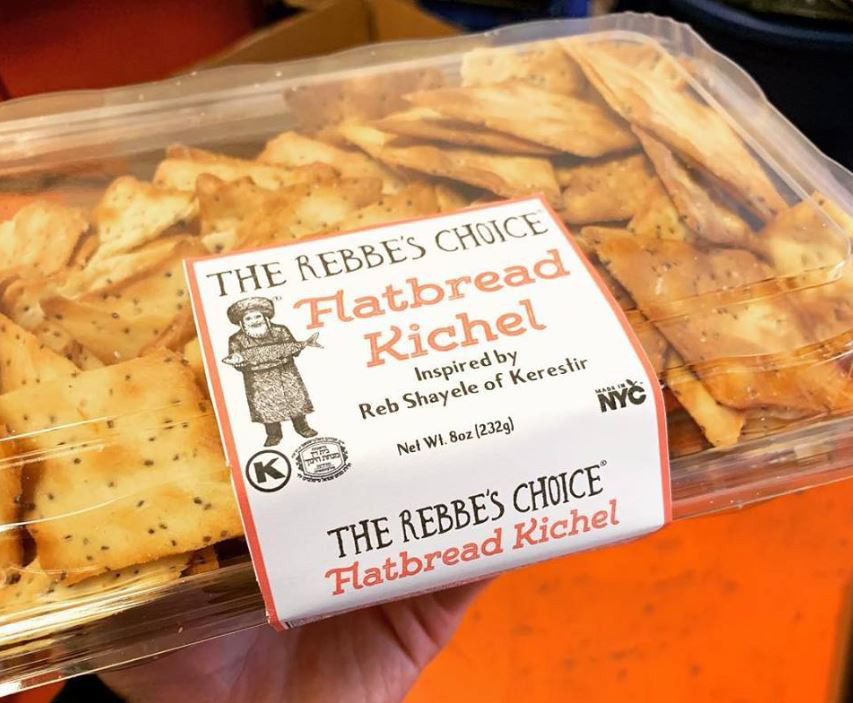 THE REBBE'S CHOICE™
Flatbread
Kichel
Inspired by
Reb Shayele of Kerestir
Net Wt. 8oz (232g)
MADE IN
NYC
K
THE REBBE'S CHOICE®
Flatbread Kichel